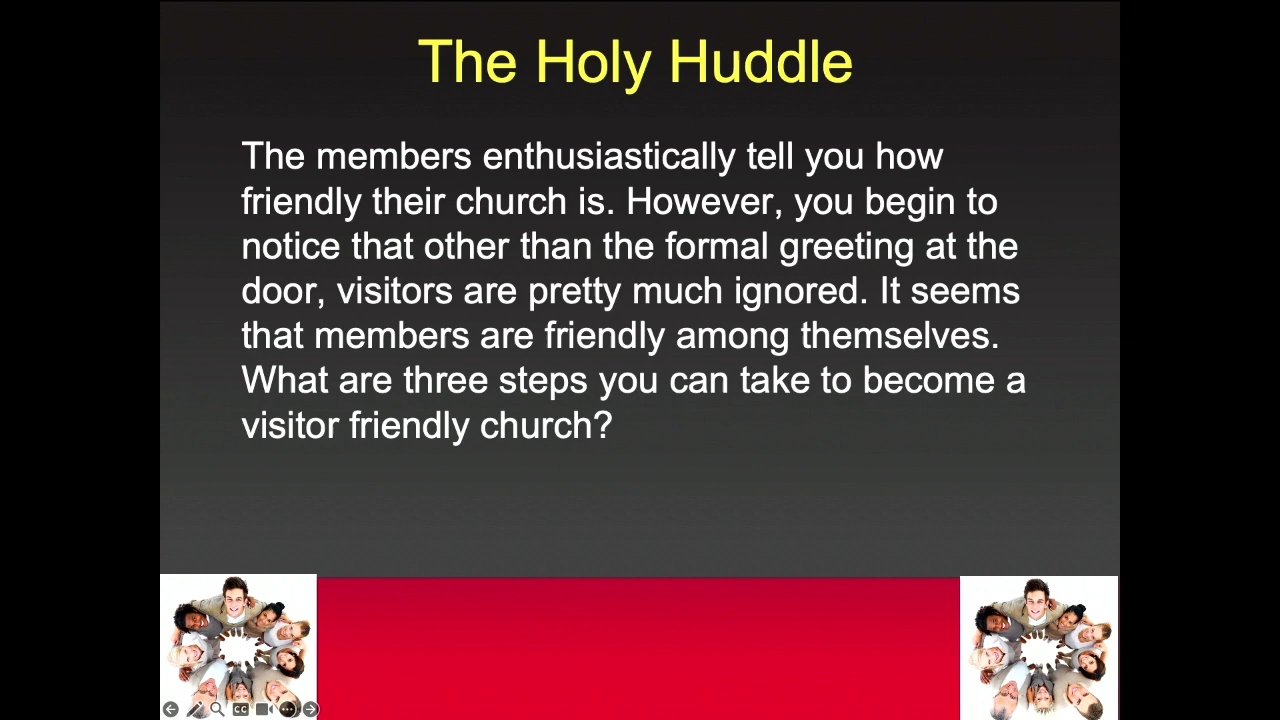 The Holy Huddle
The members enthusiastically tell you how
friendly their church is. However, you begin to
notice that other than the formal greeting at the
door, visitors are pretty much ignored. It seems
that members are friendly among themselves.
What are three steps you can take to become a
visitor friendly church?
CC